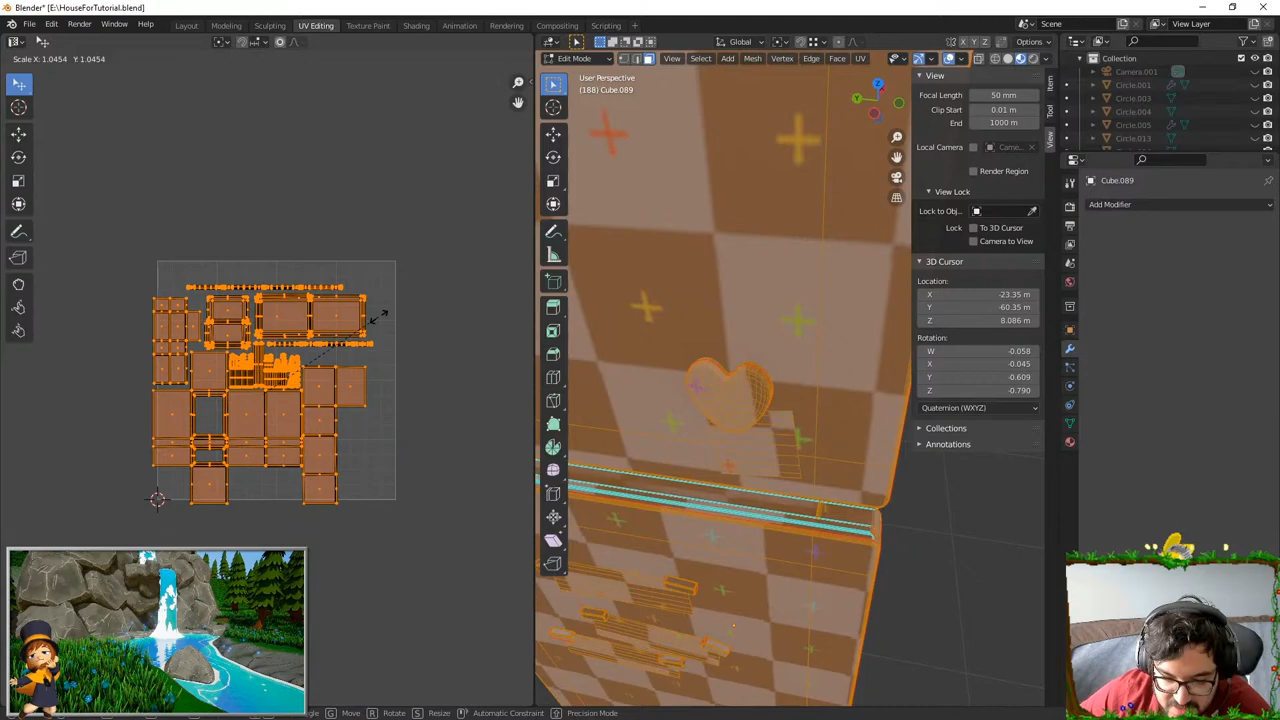 Blender* [E:\HouseForTutorial.blend]
File Edit Render Window Help Layout Modeling Sculpting UV Editing Texture Paint Shading Animation Rendering Compositing Scripting + Scene View Layer
Global Options
Scale X: 1.0454 Y: 1.0454
Edit Mode View Select Add Mesh Vertex Edge Face UV
User Perspective
(188) Cube.089
X Y Z
View
Focal Length 50 mm
Clip Start 0.01 m
End 1000 m
Local Camera Came...
Render Region
View Lock
Lock to Obj...
Lock To 3D Cursor
Camera to View
3D Cursor
Location:
X -23.35 m
Y -60.35 m
Z 8.086 m
Rotation:
W -0.058
X -0.045
Y -0.609
Z -0.790
Quaternion (WXYZ)
Collections
Annotations
Item
Tool
View
Collection
Camera.001
Circle.001
Circle.003
Circle.004
Circle.005
Circle.013
Cube.089
Add Modifier
G Move R Rotate S Resize Automatic Constraint Precision Mode